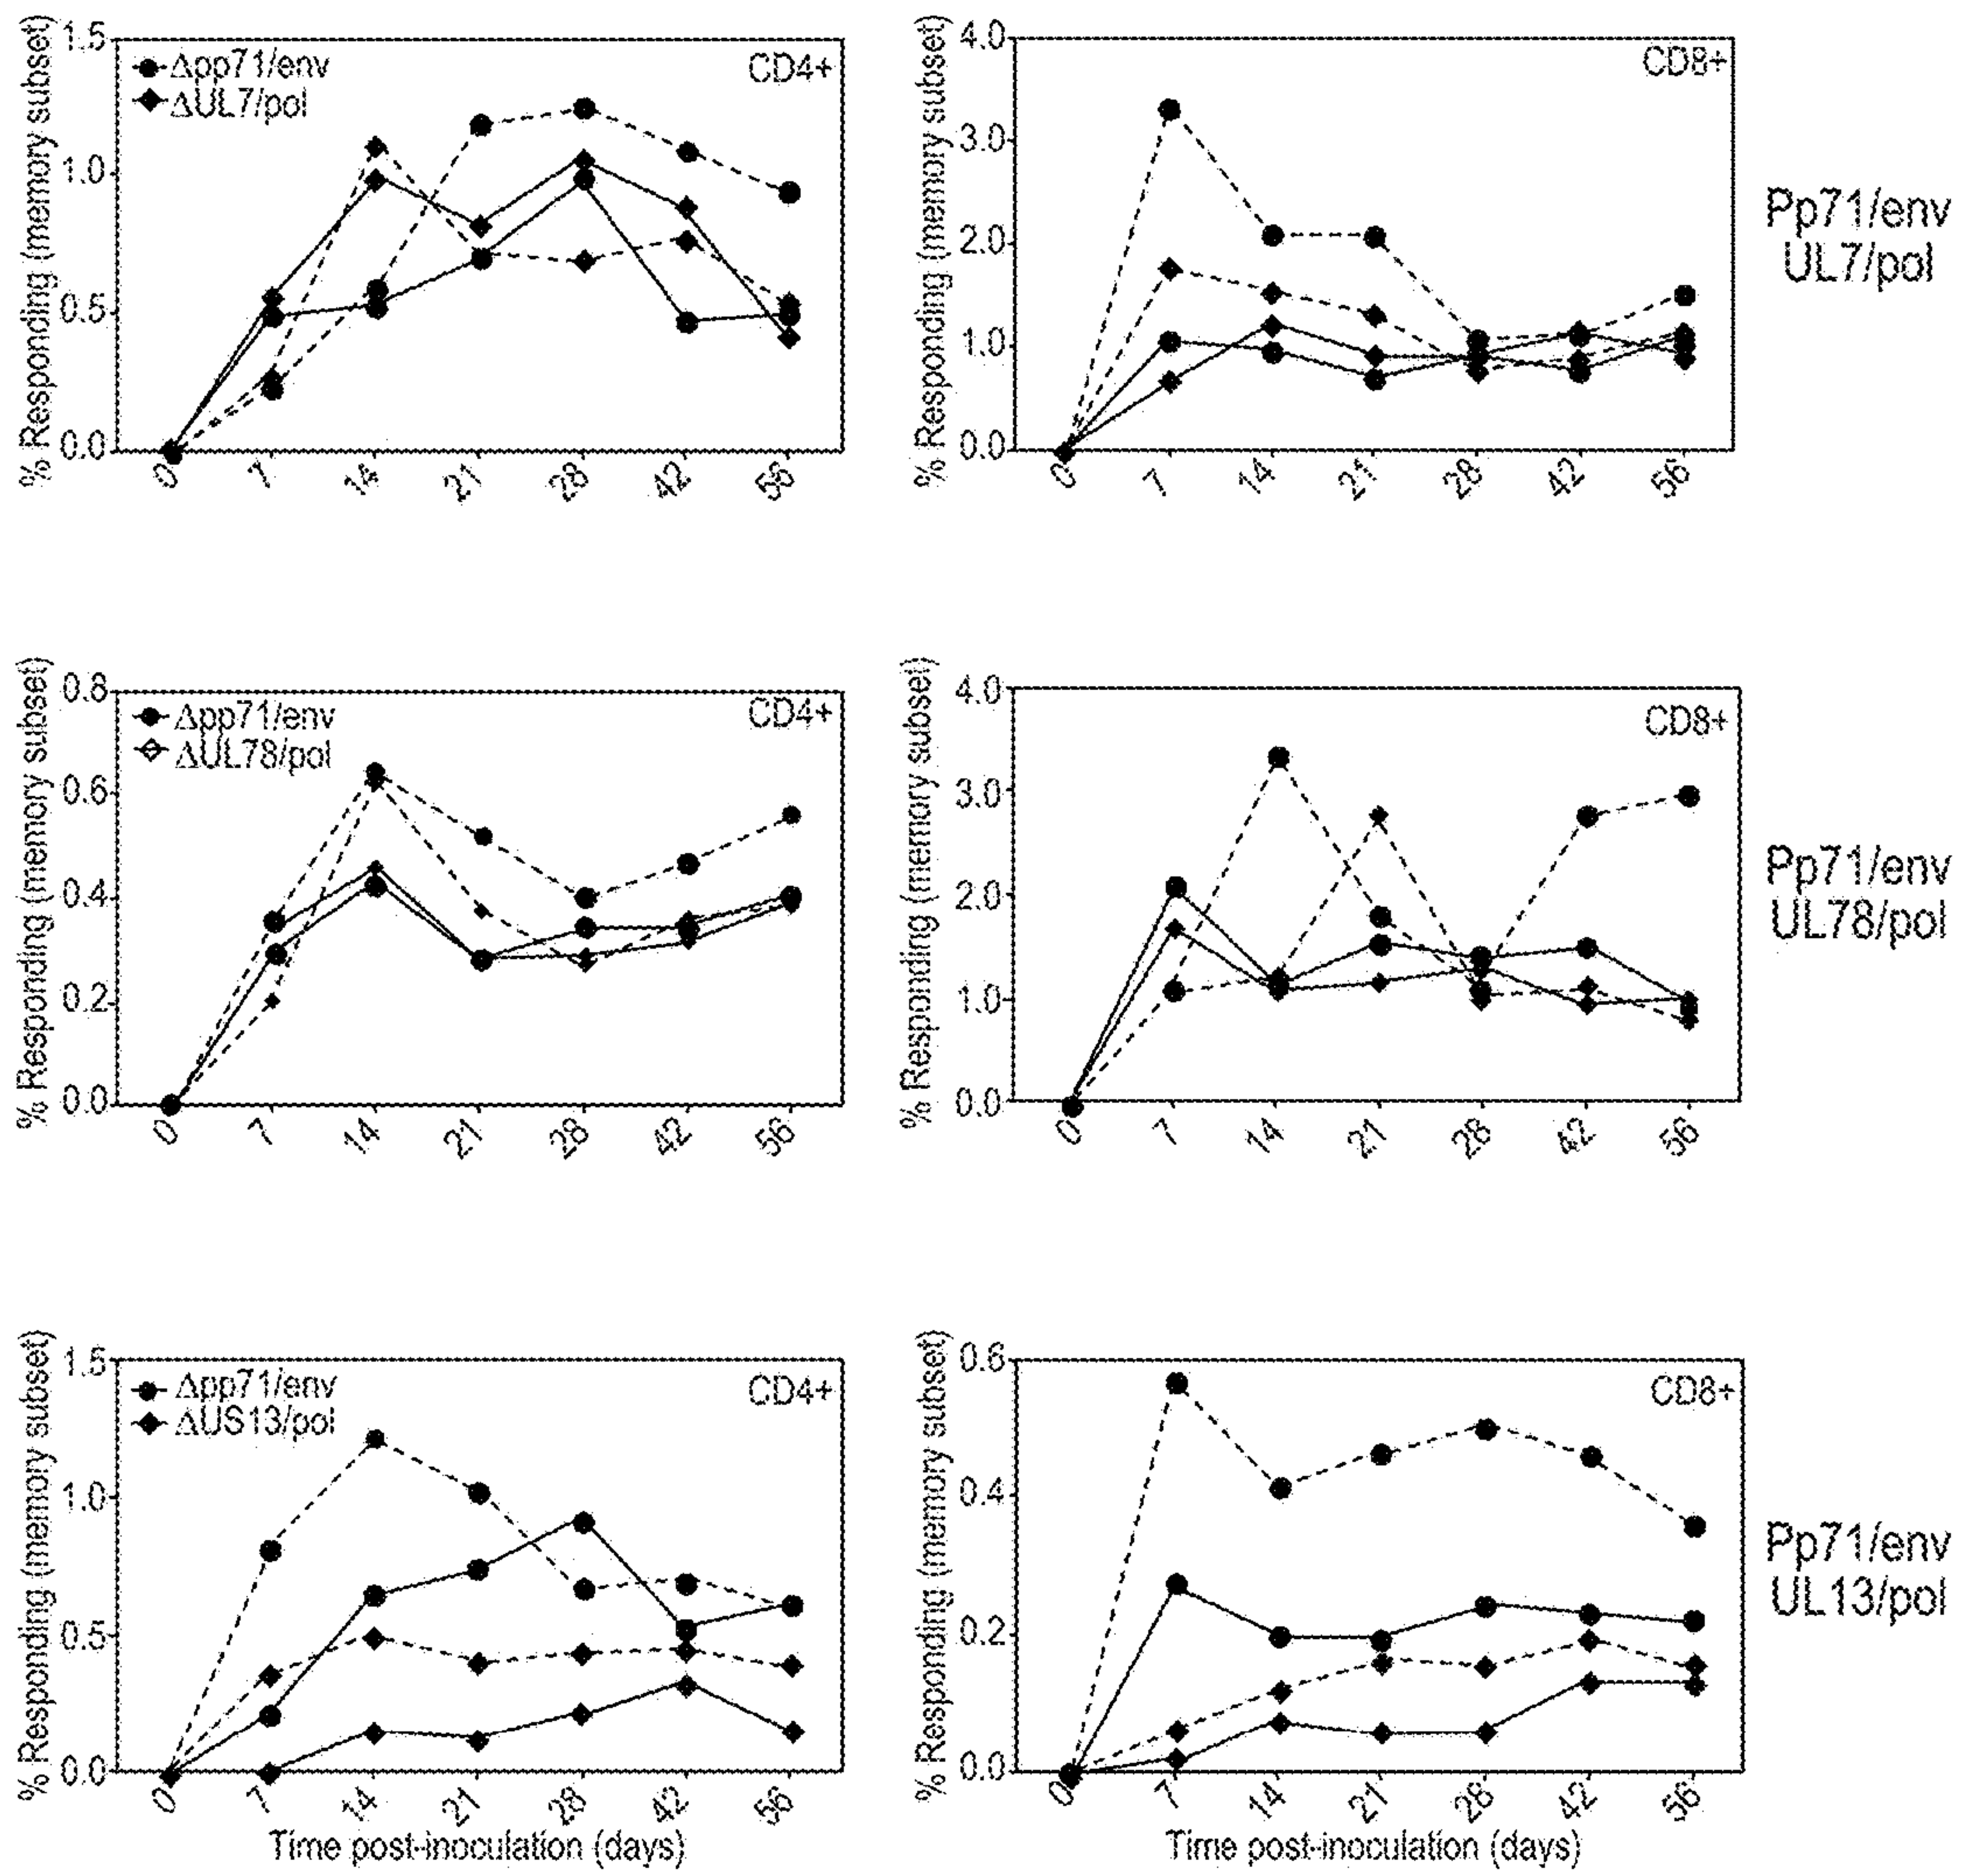 % Responding (memory subset)
1.5
1.0
0.5
0.0
Δpp71/env
ΔUL7/pol
CD4+
0 7 14 21 28 42 56
% Responding (memory subset)
4.0
3.0
2.0
1.0
0.0
CD8+
0 7 14 21 28 42 56
Pp71/env
UL7/pol
% Responding (memory subset)
0.8
0.6
0.4
0.2
0.0
Δpp71/env
ΔUL78/pol
CD4+
0 7 14 21 28 42 56
% Responding (memory subset)
4.0
3.0
2.0
1.0
0.0
CD8+
0 7 14 21 28 42 56
Pp71/env
UL78/pol
% Responding (memory subset)
1.5
1.0
0.5
0.0
Δpp71/env
ΔUS13/pol
CD4+
0 7 14 21 28 42 56
Time post-inoculation (days)
% Responding (memory subset)
0.6
0.4
0.2
0.0
CD8+
0 7 14 21 28 42 56
Time post-inoculation (days)
Pp71/env
UL13/pol